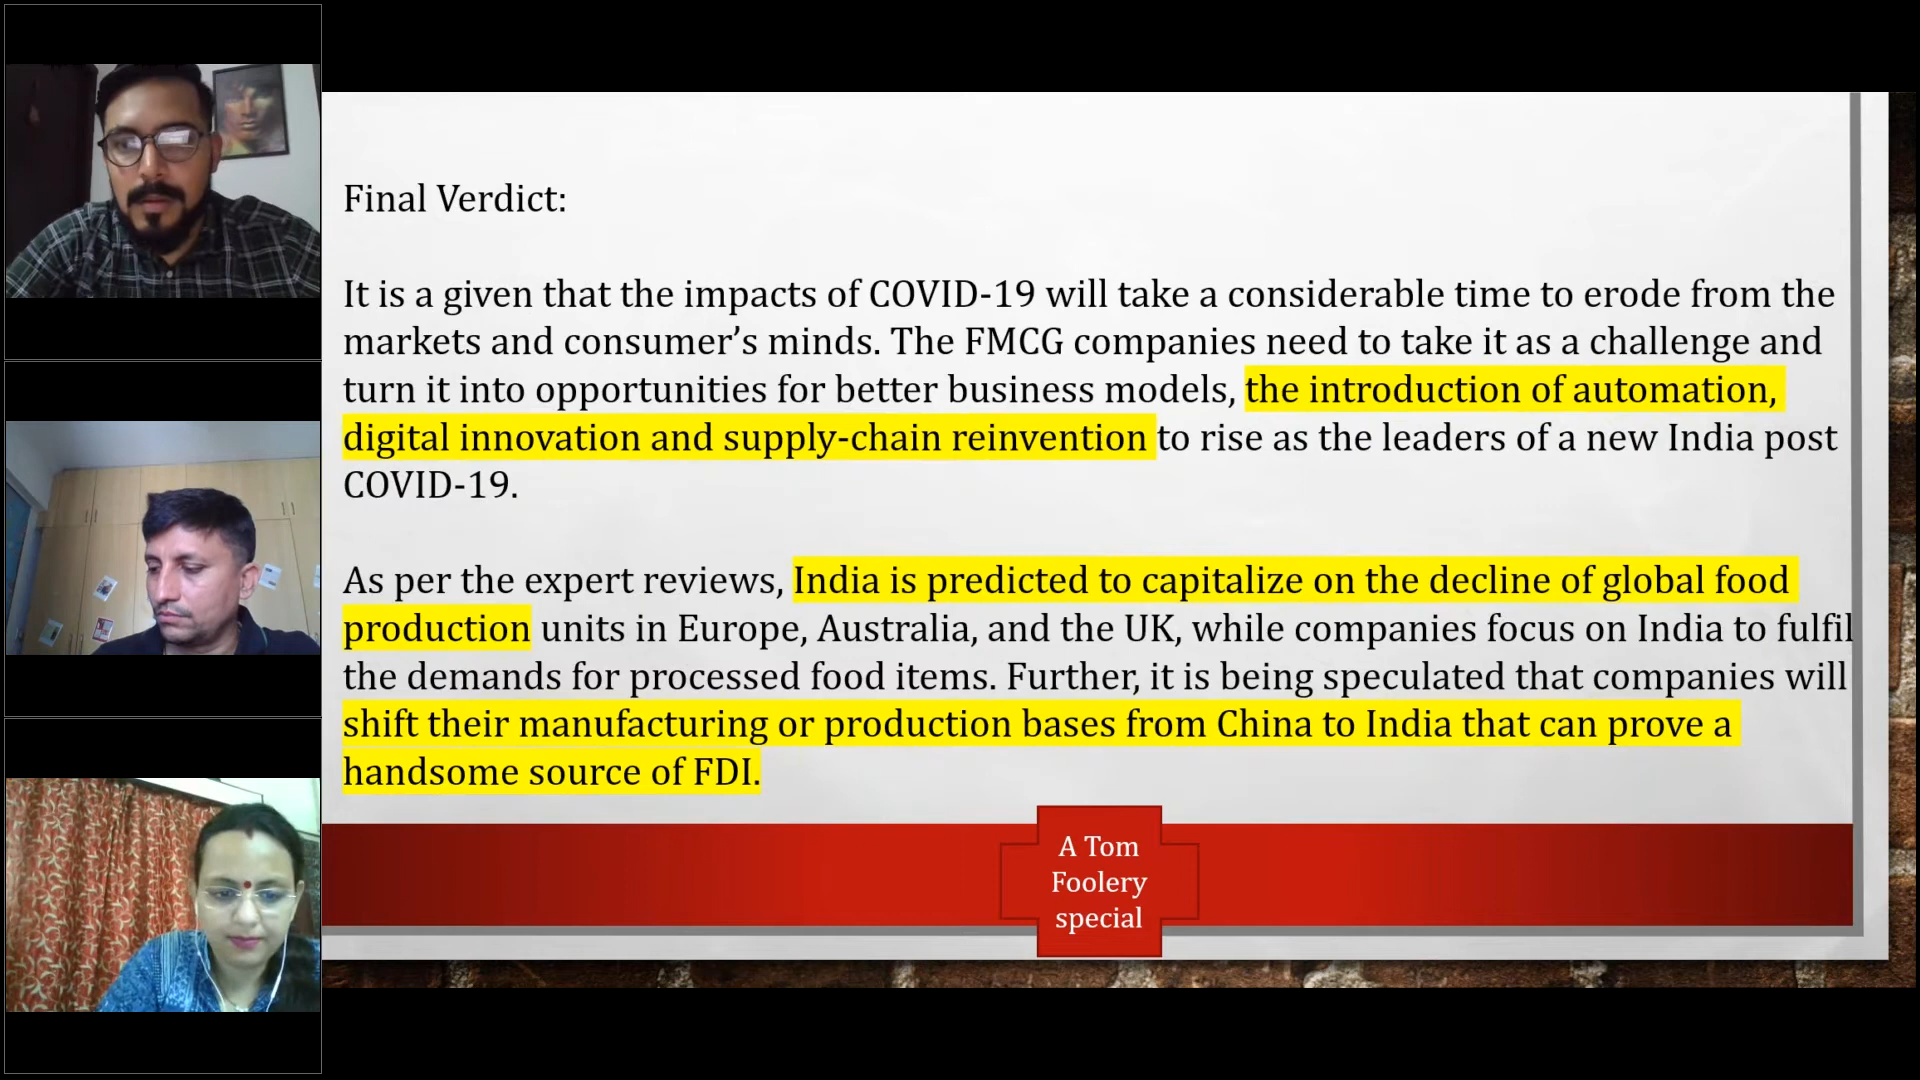 Final Verdict:
It is a given that the impacts of COVID-19 will take a considerable time to erode from the
markets and consumer’s minds. The FMCG companies need to take it as a challenge and
turn it into opportunities for better business models, the introduction of automation,
digital innovation and supply-chain reinvention to rise as the leaders of a new India post
COVID-19.
As per the expert reviews, India is predicted to capitalize on the decline of global food
production units in Europe, Australia, and the UK, while companies focus on India to fulfil
the demands for processed food items. Further, it is being speculated that companies will
shift their manufacturing or production bases from China to India that can prove a
handsome source of FDI.
A Tom
Foolery
special